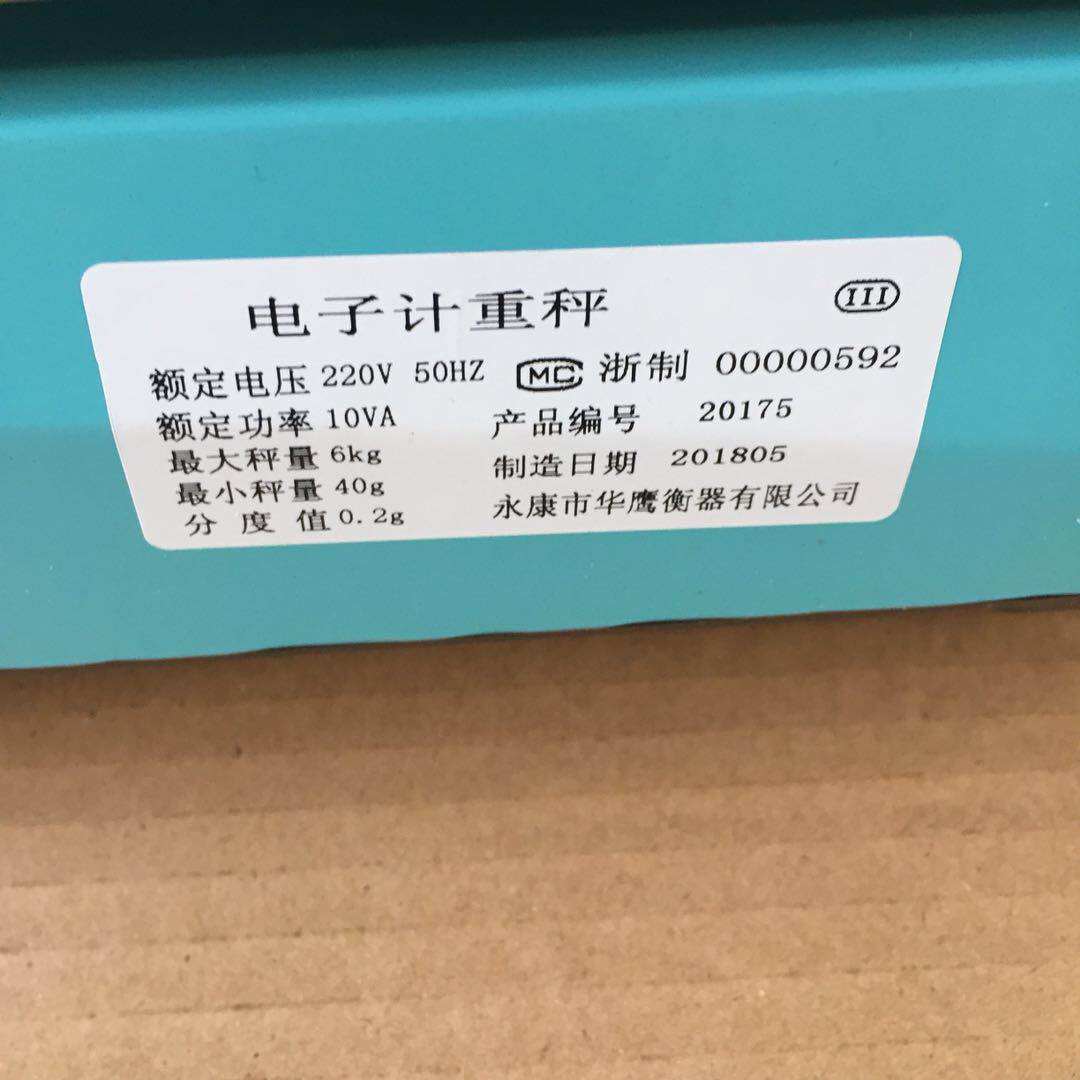 电子计重秤 III
额定电压 220V 50HZ MC 浙制 00000592
额定功率 10VA 产品编号 20175
最大秤量 6kg 制造日期 201805
最小秤量 40g 永康市华鹰衡器有限公司
分度值 0.2g